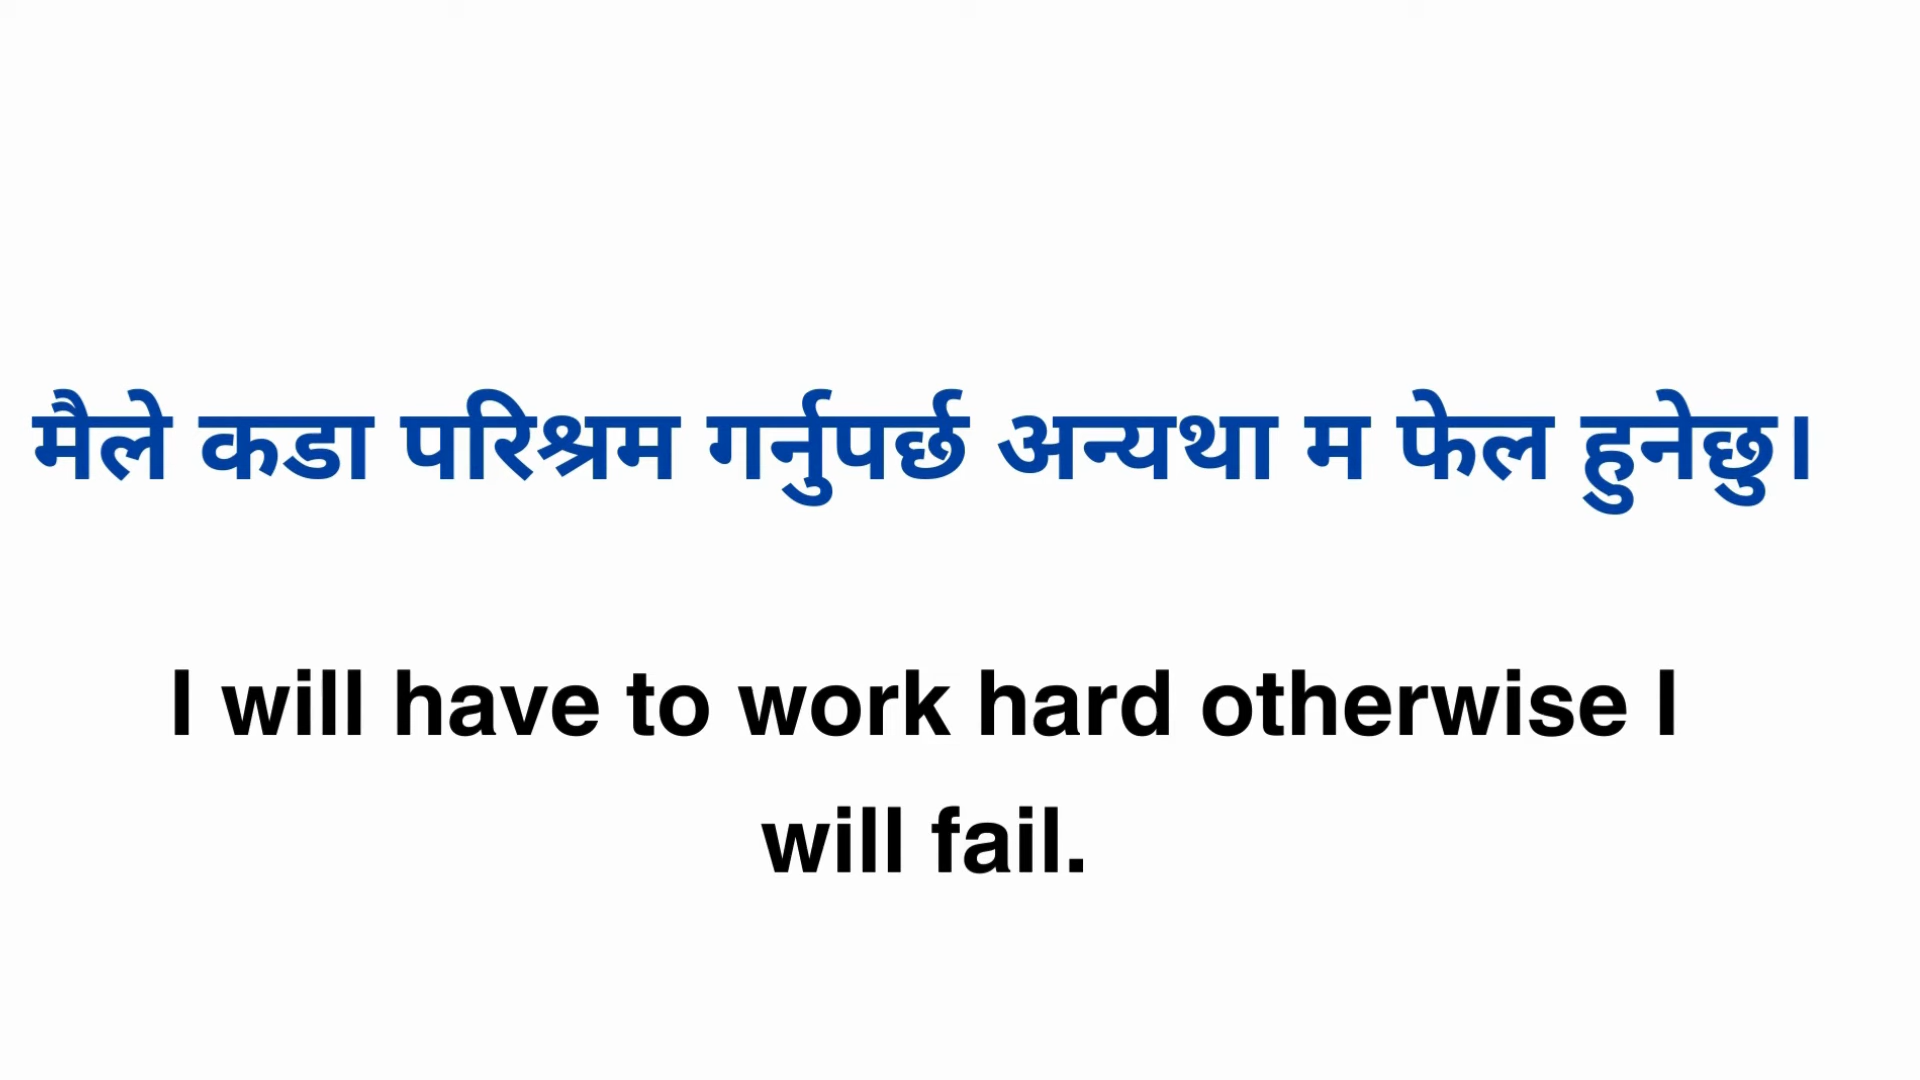 मैले कडा परिश्रम गर्नुपर्छ अन्यथा म फेल हुनेछु।
I will have to work hard otherwise I
will fail.